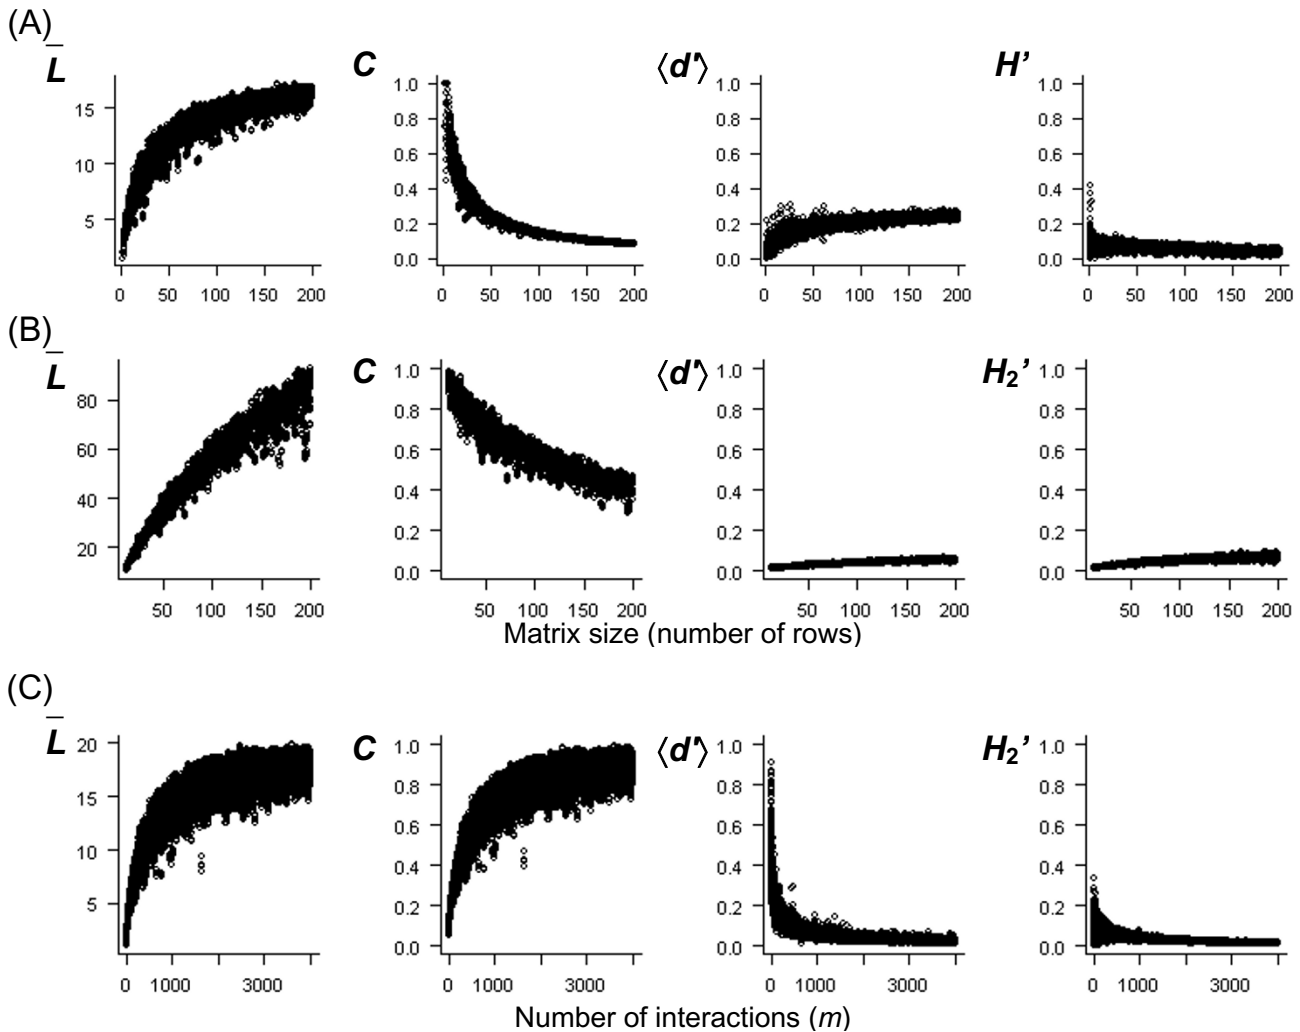 (A)
L̄ C ⟨d'⟩ H’
15 1.0 1.0 1.0
10 0.8 0.8 0.8
5 0.6 0.6 0.6
0.4 0.4 0.4
0.2 0.2 0.2
0.0 0.0 0.0
0 50 100 150 200 0 50 100 150 200 0 50 100 150 200 0 50 100 150 200
(B)
L̄ C ⟨d'⟩ H₂’
80 1.0 1.0 1.0
60 0.8 0.8 0.8
40 0.6 0.6 0.6
20 0.4 0.4 0.4
0.2 0.2 0.2
0.0 0.0 0.0
50 100 150 200 50 100 150 200 50 100 150 200 50 100 150 200
Matrix size (number of rows)
(C)
L̄ C ⟨d'⟩ H₂’
20 1.0 1.0 1.0
15 0.8 0.8 0.8
10 0.6 0.6 0.6
5 0.4 0.4 0.4
0.2 0.2 0.2
0.0 0.0 0.0
0 1000 3000 0 1000 3000 0 1000 3000 0 1000 3000
Number of interactions (m)